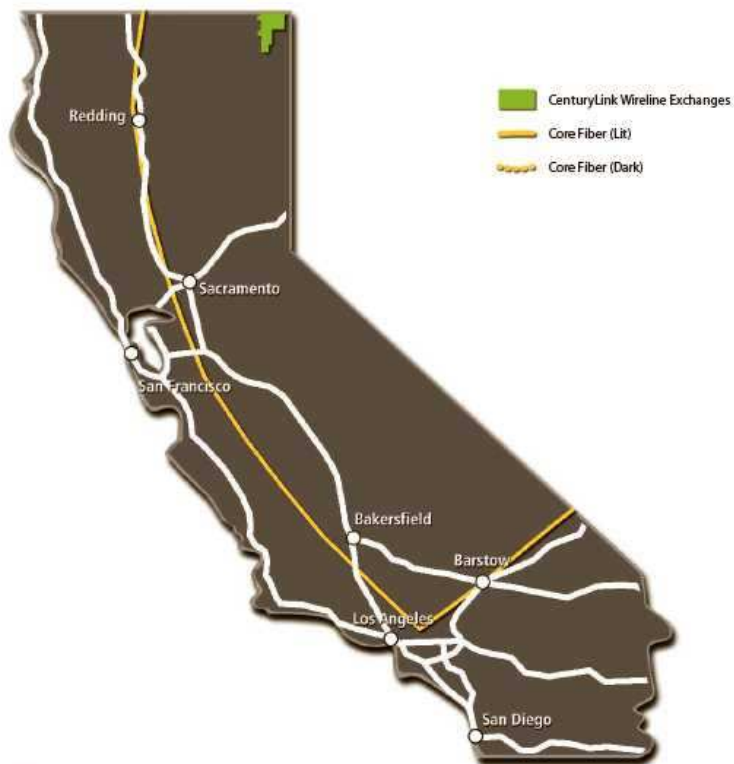 CenturyLink Wireline Exchanges
Core Fiber (Lit)
Core Fiber (Dark)
Redding
Sacramento
San Francisco
Bakersfield
Barstow
Los Angeles
San Diego